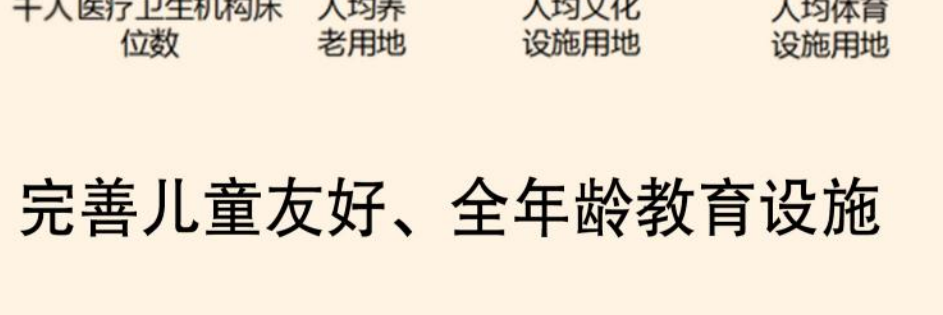 千人医疗卫生机构床 人均养 人均文化 人均体育
位数 老用地 设施用地 设施用地
完善儿童友好、全年龄教育设施